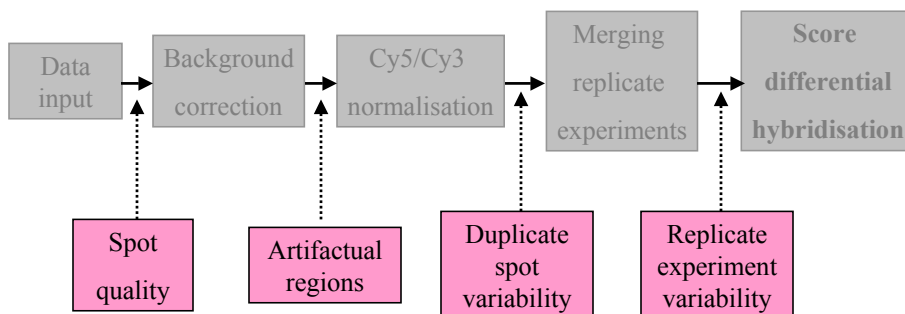 Data
input
Background
correction
Cy5/Cy3
normalisation
Merging
replicate
experiments
Score
differential
hybridisation
Spot
quality
Artifactual
regions
Duplicate
spot
variability
Replicate
experiment
variability